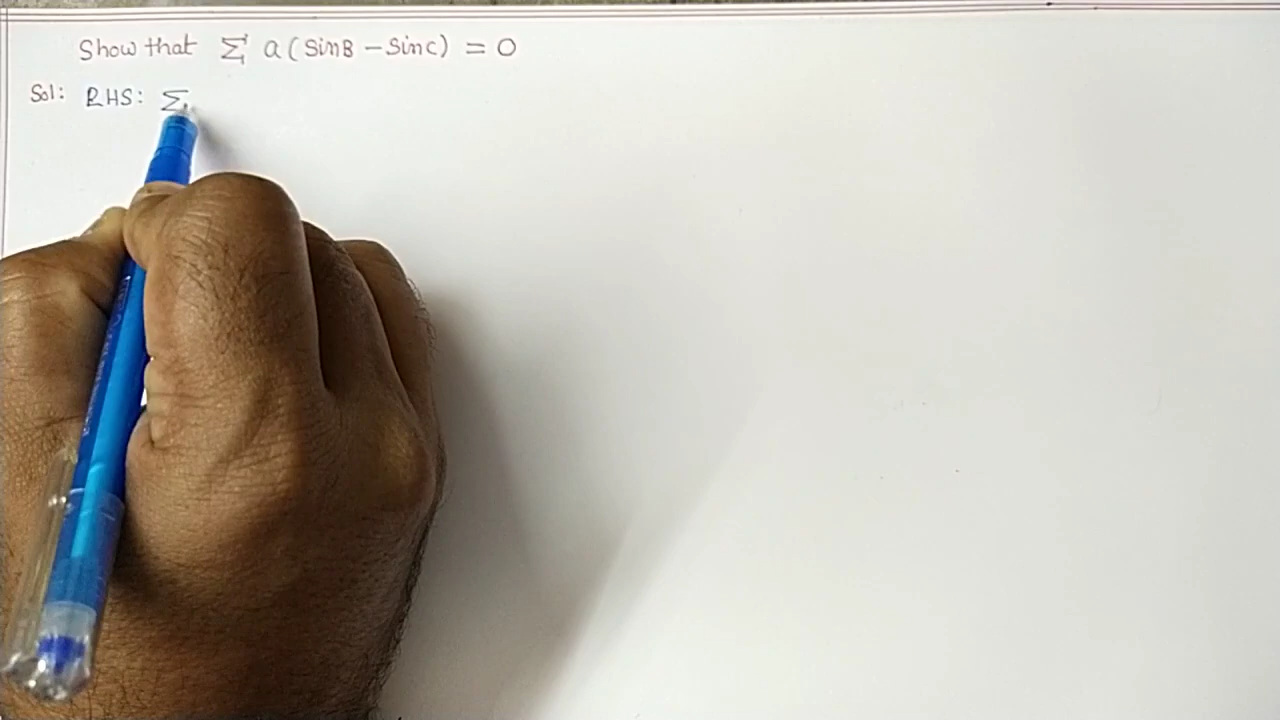 Show that Σ a (sinB - sinc) = 0
Sol: RHS: Σ